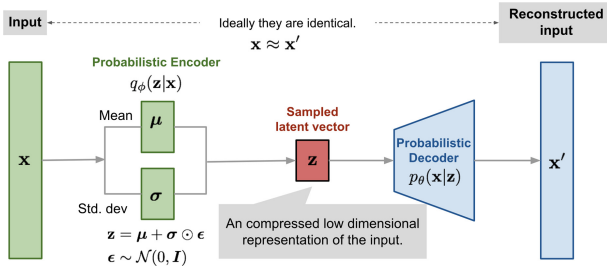 Input
Ideally they are identical.
x ≈ x′
Reconstructed
input
Probabilistic Encoder
qϕ(z|x)
Mean
μ
x
Std. dev
σ
z = μ + σ ⊙ ϵ
ϵ ∼ N(0, I)
Sampled
latent vector
z
An compressed low dimensional
representation of the input.
Probabilistic
Decoder
pθ(x|z)
x′